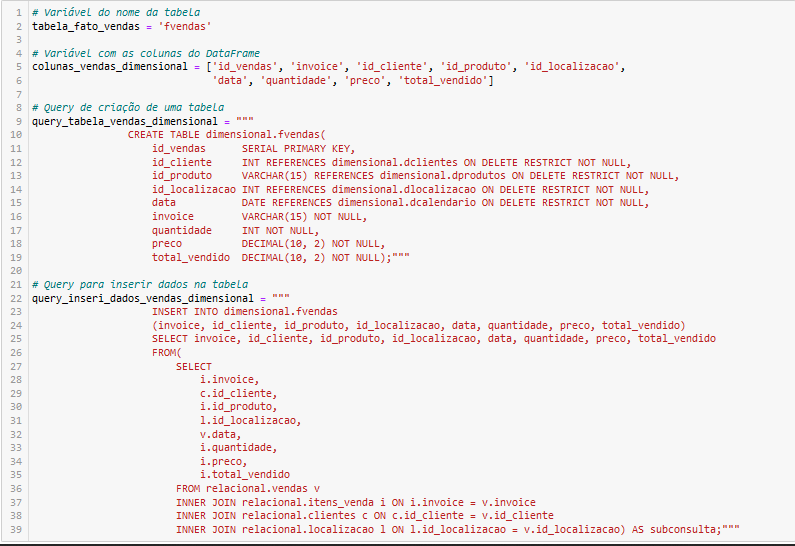 1 # Variável do nome da tabela
2 tabela_fato_vendas = 'fvendas'
3
4 # Variável com as colunas do DataFrame
5 colunas_vendas_dimensional = ['id_vendas', 'invoice', 'id_cliente', 'id_produto', 'id_localizacao',
6 'data', 'quantidade', 'preco', 'total_vendido']
7
8 # Query de criação de uma tabela
9 query_tabela_vendas_dimensional = """
10 CREATE TABLE dimensional.fvendas(
11 id_vendas SERIAL PRIMARY KEY,
12 id_cliente INT REFERENCES dimensional.dclientes ON DELETE RESTRICT NOT NULL,
13 id_produto VARCHAR(15) REFERENCES dimensional.dprodutos ON DELETE RESTRICT NOT NULL,
14 id_localizacao INT REFERENCES dimensional.dlocalizacao ON DELETE RESTRICT NOT NULL,
15 data DATE REFERENCES dimensional.dcalendario ON DELETE RESTRICT NOT NULL,
16 invoice VARCHAR(15) NOT NULL,
17 quantidade INT NOT NULL,
18 preco DECIMAL(10, 2) NOT NULL,
19 total_vendido DECIMAL(10, 2) NOT NULL);"""
20
21 # Query para inserir dados na tabela
22 query_inseri_dados_vendas_dimensional = """
23 INSERT INTO dimensional.fvendas
24 (invoice, id_cliente, id_produto, id_localizacao, data, quantidade, preco, total_vendido)
25 SELECT invoice, id_cliente, id_produto, id_localizacao, data, quantidade, preco, total_vendido
26 FROM(
27 SELECT
28 i.invoice,
29 c.id_cliente,
30 i.id_produto,
31 l.id_localizacao,
32 v.data,
33 i.quantidade,
34 i.preco,
35 i.total_vendido
36 FROM relacional.vendas v
37 INNER JOIN relacional.itens_venda i ON i.invoice = v.invoice
38 INNER JOIN relacional.clientes c ON c.id_cliente = v.id_cliente
39 INNER JOIN relacional.localizacao l ON l.id_localizacao = v.id_localizacao) AS subconsulta;"""